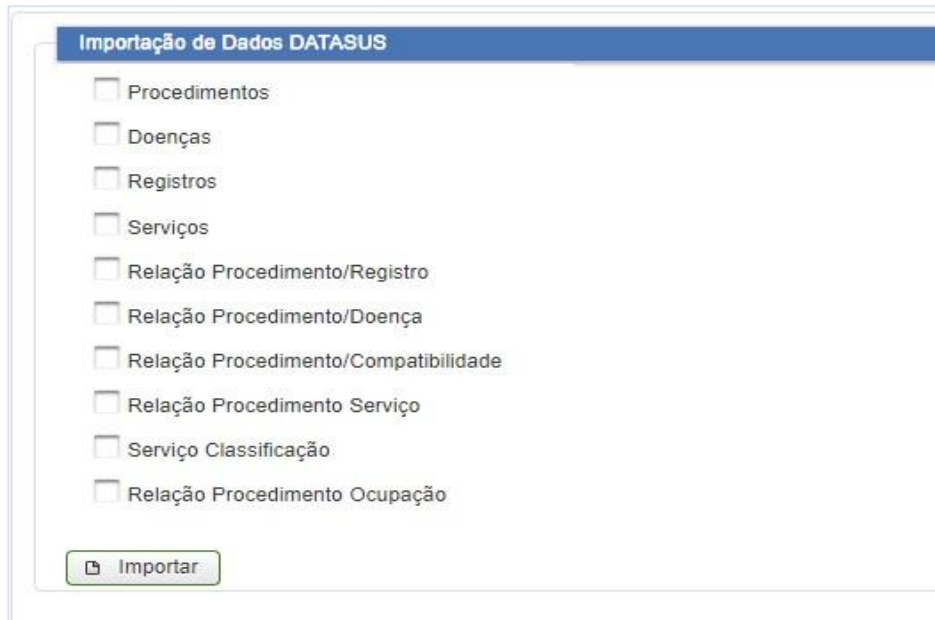 Importação de Dados DATASUS
Procedimentos
Doenças
Registros
Serviços
Relação Procedimento/Registro
Relação Procedimento/Doença
Relação Procedimento/Compatibilidade
Relação Procedimento Serviço
Serviço Classificação
Relação Procedimento Ocupação
Importar